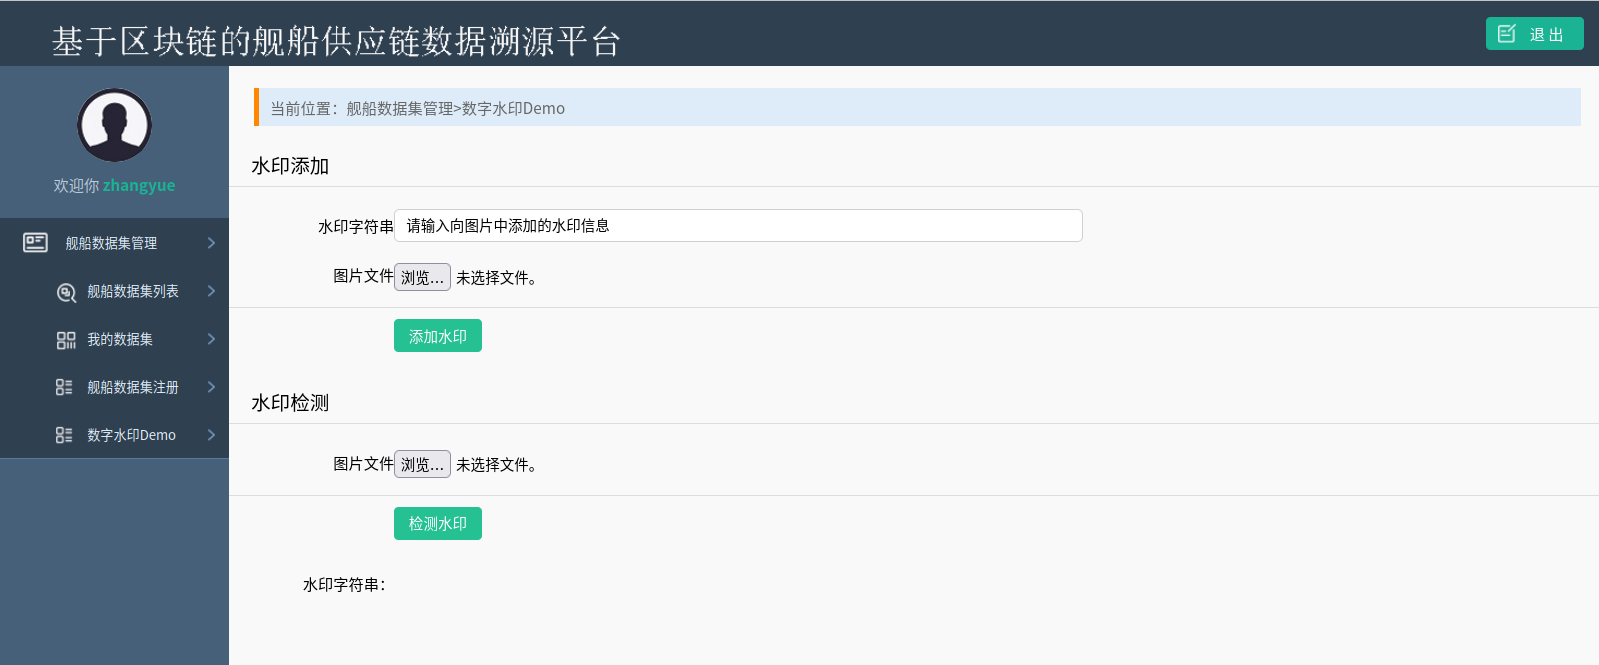 基于区块链的舰船供应链数据溯源平台
退 出
欢迎你 zhangyue
舰船数据集管理
舰船数据集列表
我的数据集
舰船数据集注册
数字水印Demo
当前位置：舰船数据集管理>数字水印Demo
水印添加
水印字符串 请输入向图片中添加的水印信息
图片文件 浏览... 未选择文件。
添加水印
水印检测
图片文件 浏览... 未选择文件。
检测水印
水印字符串：